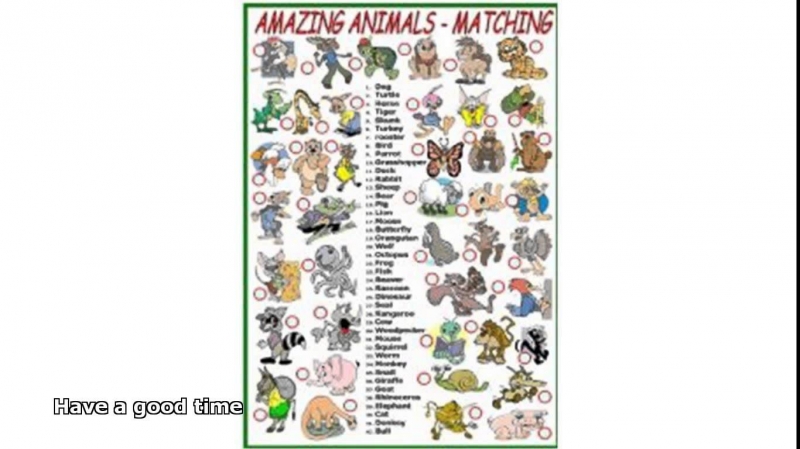 AMAZING ANIMALS - MATCHING
1. Dog
2. Turtle
3. Horse
4. Tiger
5. Skunk
6. Turkey
7. rooster
8. Bird
9. Parrot
10. Grasshopper
11. Duck
12. Rabbit
13. Sheep
14. Bear
15. Pig
16. Lion
17. Moose
18. Butterfly
19. Orangutan
20. Wolf
21. Octopus
22. Frog
23. Fish
24. Beaver
25. Raccoon
26. Dinosaur
27. Seal
28. Kangaroo
29. Cow
30. Woodpecker
31. Mouse
32. Squirrel
33. Worm
34. Monkey
35. Snail
36. Giraffe
37. Goat
38. Rhinoceros
39. Elephant
40. Cat
41. Donkey
42. Bull
Have a good time